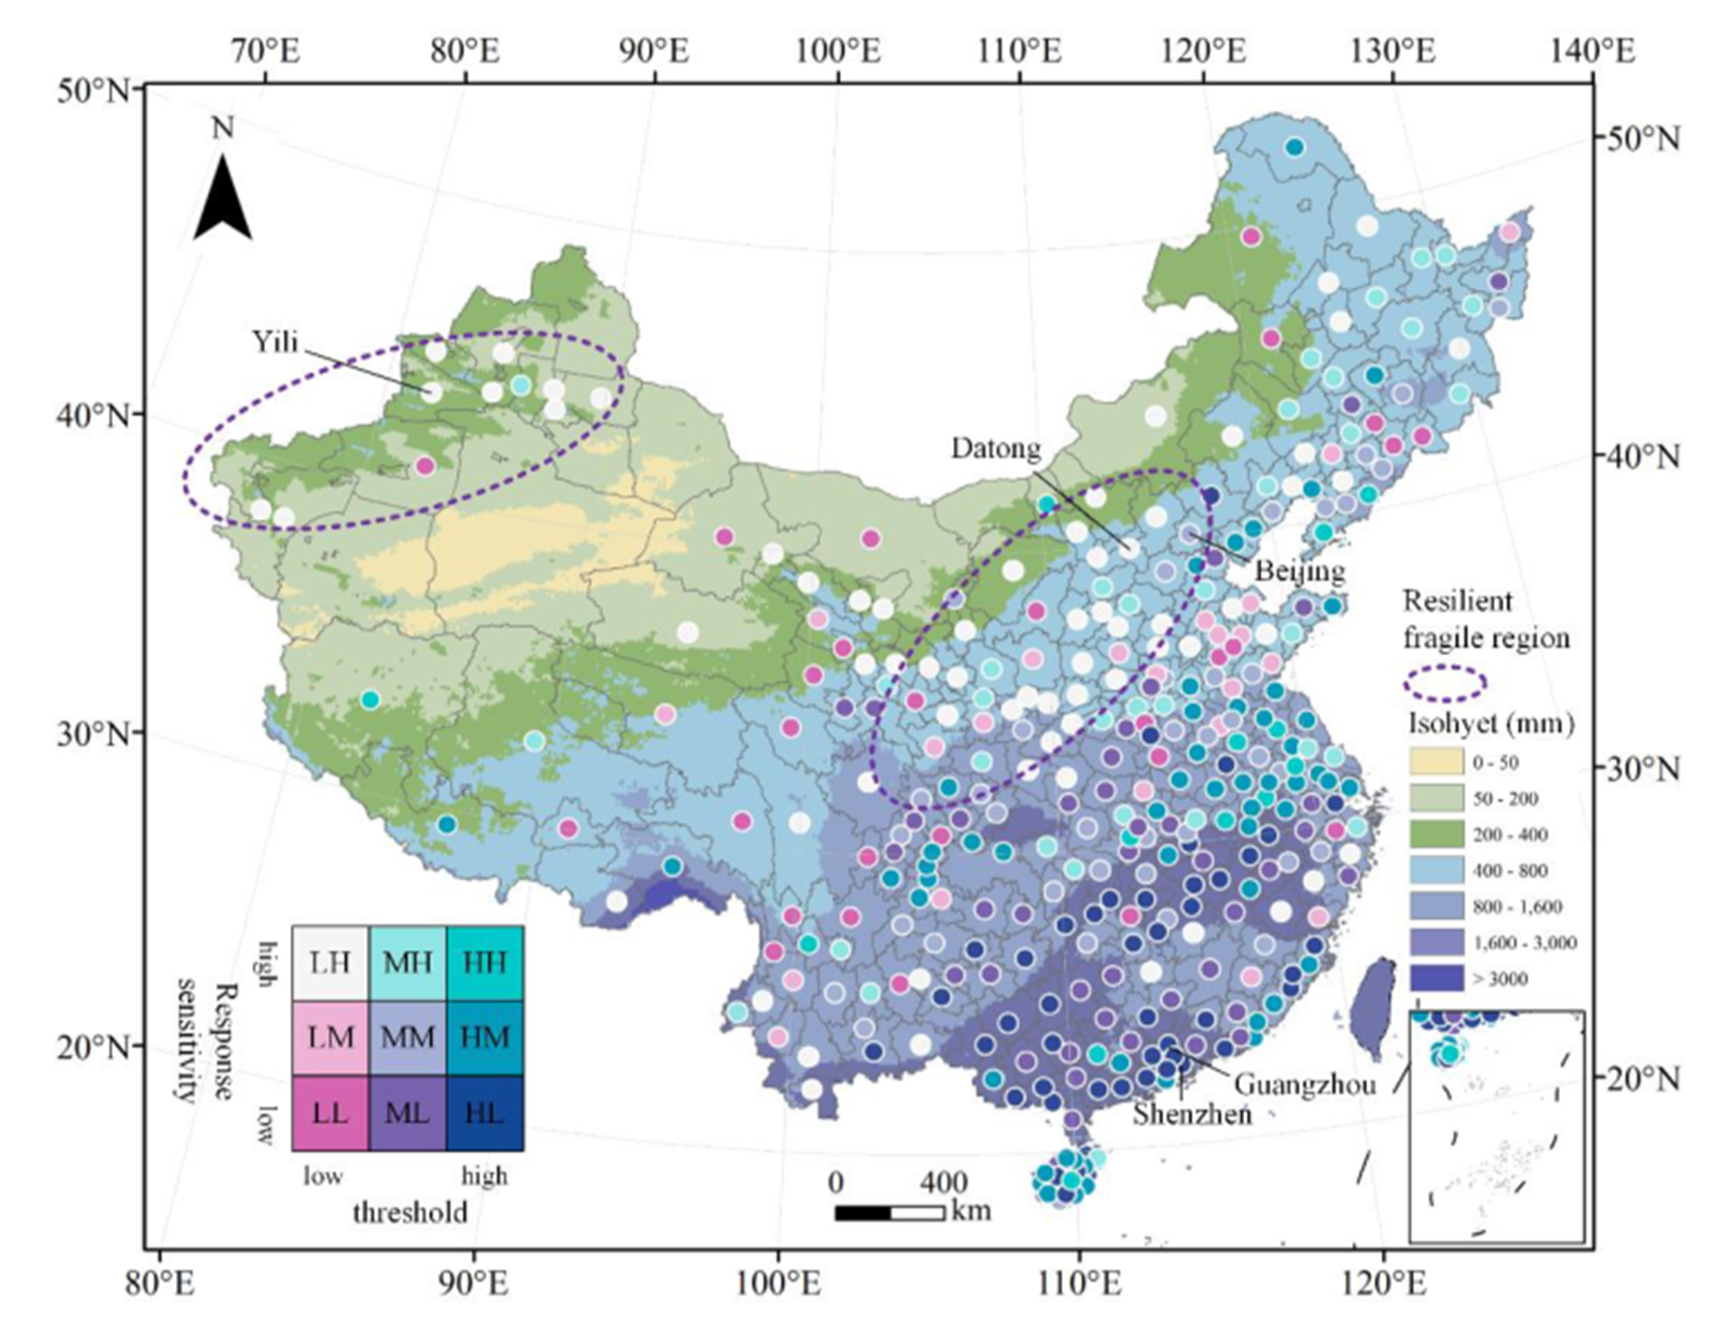 70°E 80°E 90°E 100°E 110°E 120°E 130°E 140°E
50°N
50°N
N
Yili
40°N
Datong
40°N
Beijing
Resilient
fragile region
30°N
Isohyet (mm)
0 - 50
30°N
50 - 200
200 - 400
400 - 800
800 - 1,600
1,600 - 3,000
> 3000
high
LH MH HH
Response
sensitivity
LM MM HM
20°N
low
LL ML HL
low high
threshold
20°N
Guangzhou
Shenzhen
0 400
km
80°E 90°E 100°E 110°E 120°E